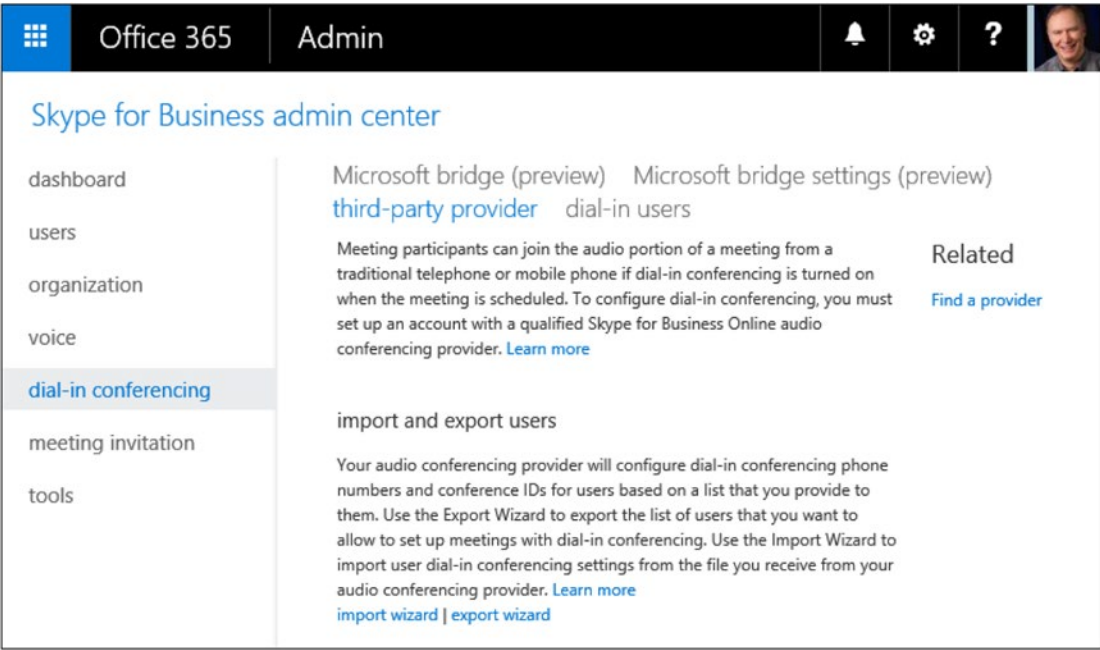 Office 365
Admin
?
Skype for Business admin center
dashboard
users
organization
voice
dial-in conferencing
meeting invitation
tools
Microsoft bridge (preview) Microsoft bridge settings (preview)
third-party provider dial-in users
Meeting participants can join the audio portion of a meeting from a
traditional telephone or mobile phone if dial-in conferencing is turned on
when the meeting is scheduled. To configure dial-in conferencing, you must
set up an account with a qualified Skype for Business Online audio
conferencing provider. Learn more
Related
Find a provider
import and export users
Your audio conferencing provider will configure dial-in conferencing phone
numbers and conference IDs for users based on a list that you provide to
them. Use the Export Wizard to export the list of users that you want to
allow to set up meetings with dial-in conferencing. Use the Import Wizard to
import user dial-in conferencing settings from the file you receive from your
audio conferencing provider. Learn more
import wizard | export wizard